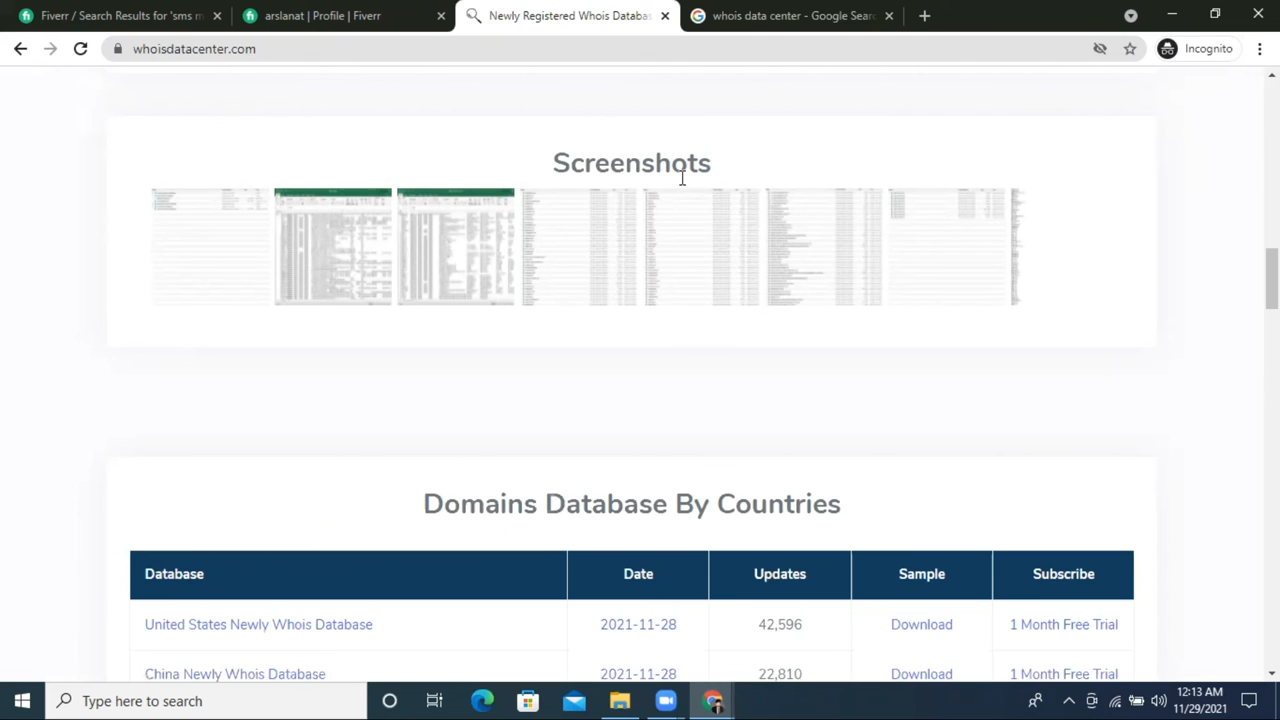 Fiverr / Search Results for 'sms m
arslanat | Profile | Fiverr
Newly Registered Whois Databas
whois data center - Google Sear
whoisdatacenter.com
Incognito
Screenshots
Domains Database By Countries
Database Date Updates Sample Subscribe
United States Newly Whois Database 2021-11-28 42,596 Download 1 Month Free Trial
China Newly Whois Database 2021-11-28 22,810 Download 1 Month Free Trial
Type here to search
12:13 AM
11/29/2021